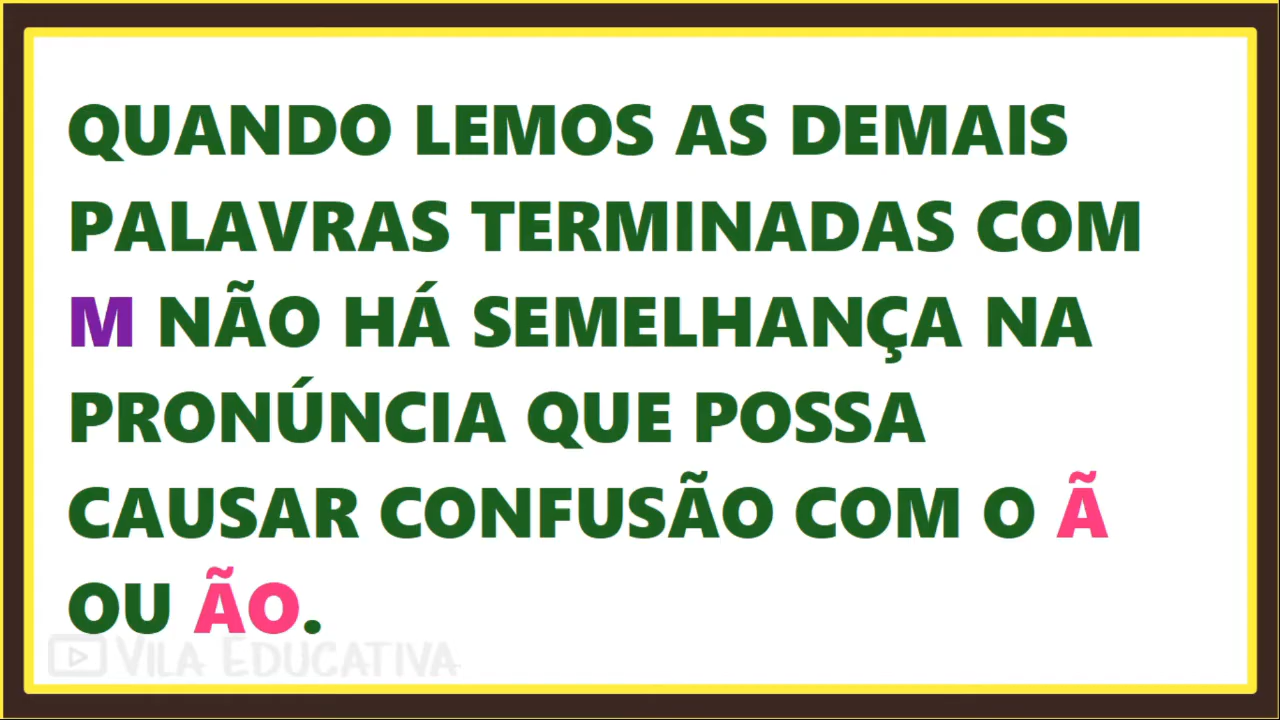 QUANDO LEMOS AS DEMAIS
PALAVRAS TERMINADAS COM
M NÃO HÁ SEMELHANÇA NA
PRONÚNCIA QUE POSSA
CAUSAR CONFUSÃO COM O Ã
OU ÃO.
VILA EDUCATIVA